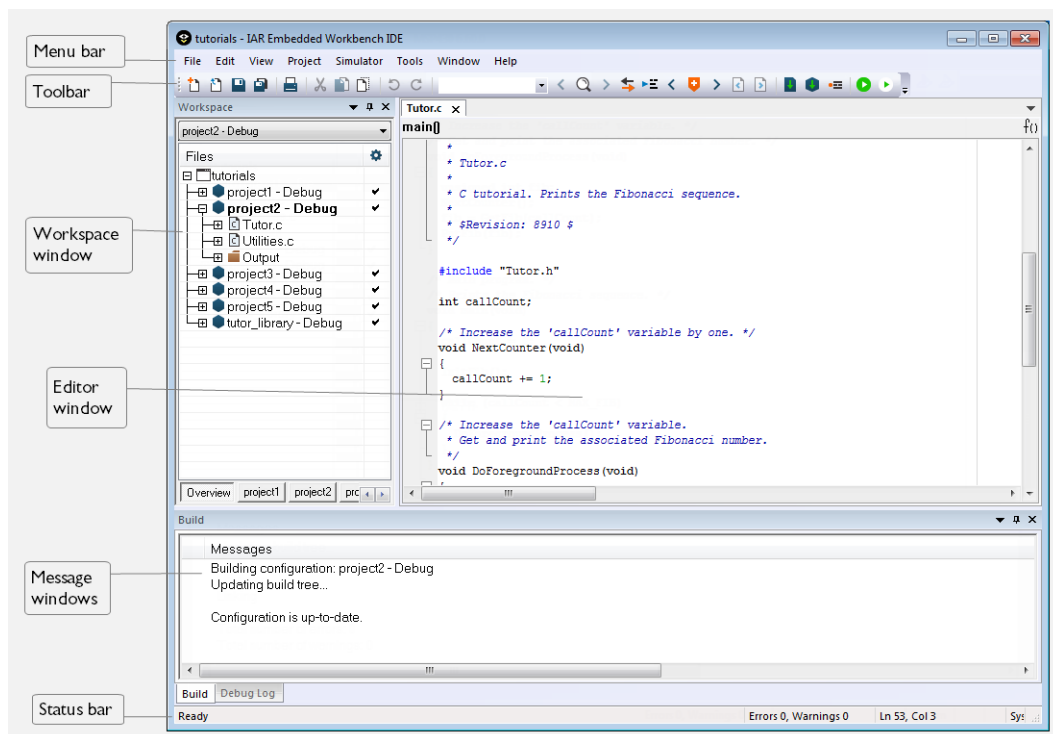 Menu bar
Toolbar
Workspace
window
Editor
window
Message
windows
Status bar
tutorials - IAR Embedded Workbench IDE
File Edit View Project Simulator Tools Window Help
Workspace
project2 - Debug
Files
tutorials
project1 - Debug
project2 - Debug
Tutor.c
Utilities.c
Output
project3 - Debug
project4 - Debug
project5 - Debug
tutor_library - Debug
Overview project1 project2 prc
Tutor.c
main()
f()
*
* Tutor.c
*
* C tutorial. Prints the Fibonacci sequence.
*
* $Revision: 8910 $
*/
#include "Tutor.h"
int callCount;
/* Increase the 'callCount' variable by one. */
void NextCounter(void)
{
callCount += 1;
}
/* Increase the 'callCount' variable.
* Get and print the associated Fibonacci number.
*/
void DoForegroundProcess(void)
Build
Messages
Building configuration: project2 - Debug
Updating build tree...
Configuration is up-to-date.
Build Debug Log
Ready Errors 0, Warnings 0 Ln 53, Col 3 Sys